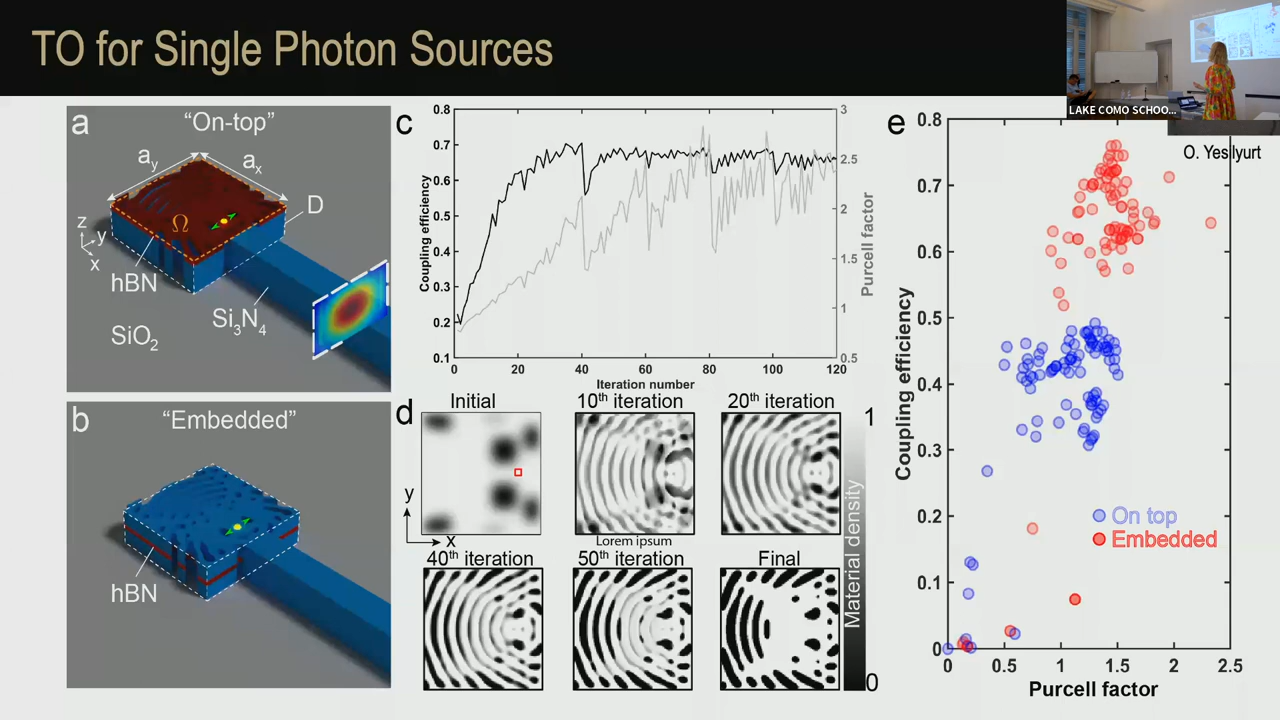 TO for Single Photon Sources
LAKE COMO SCHOO...
O. Yesilyurt
a
"On-top"
a_y
a_x
D
Ω
z
y
x
hBN
Si3N4
SiO2
b
"Embedded"
hBN
c
0.8
0.7
0.6
0.5
0.4
0.3
0.2
0.1
Coupling efficiency
3
2.5
2
1.5
1
0.5
Purcell factor
0
20
40
60
80
100
120
Iteration number
d
Initial
10th iteration
20th iteration
y
x
Lorem ipsum
40th iteration
50th iteration
Final
1
Material density
0
e
0.8
0.7
0.6
0.5
0.4
0.3
0.2
0.1
0
Coupling efficiency
On top
Embedded
0
0.5
1
1.5
2
2.5
Purcell factor